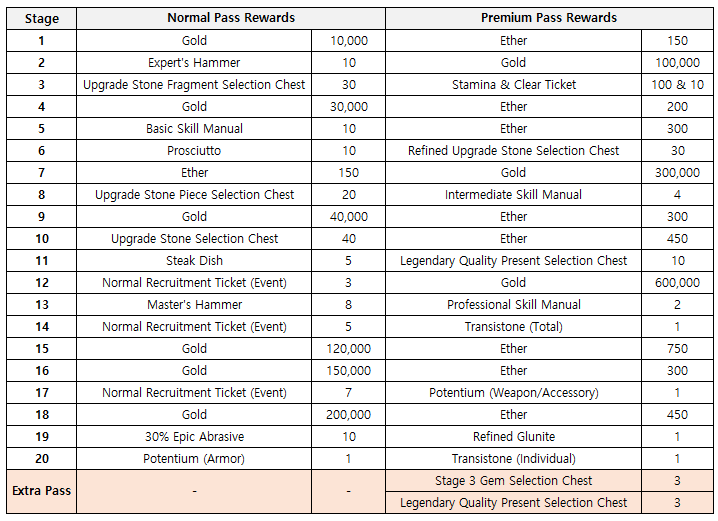 Stage Normal Pass Rewards Premium Pass Rewards
1 Gold 10,000 Ether 150
2 Expert's Hammer 10 Gold 100,000
3 Upgrade Stone Fragment Selection Chest 30 Stamina & Clear Ticket 100 & 10
4 Gold 30,000 Ether 200
5 Basic Skill Manual 10 Ether 300
6 Prosciutto 10 Refined Upgrade Stone Selection Chest 30
7 Ether 150 Gold 300,000
8 Upgrade Stone Piece Selection Chest 20 Intermediate Skill Manual 4
9 Gold 40,000 Ether 300
10 Upgrade Stone Selection Chest 40 Ether 450
11 Steak Dish 5 Legendary Quality Present Selection Chest 10
12 Normal Recruitment Ticket (Event) 3 Gold 600,000
13 Master's Hammer 8 Professional Skill Manual 2
14 Normal Recruitment Ticket (Event) 5 Transistone (Total) 1
15 Gold 120,000 Ether 750
16 Gold 150,000 Ether 300
17 Normal Recruitment Ticket (Event) 7 Potentium (Weapon/Accessory) 1
18 Gold 200,000 Ether 450
19 30% Epic Abrasive 10 Refined Glunite 1
20 Potentium (Armor) 1 Transistone (Individual) 1
Extra Pass - - Stage 3 Gem Selection Chest 3
Legendary Quality Present Selection Chest 3